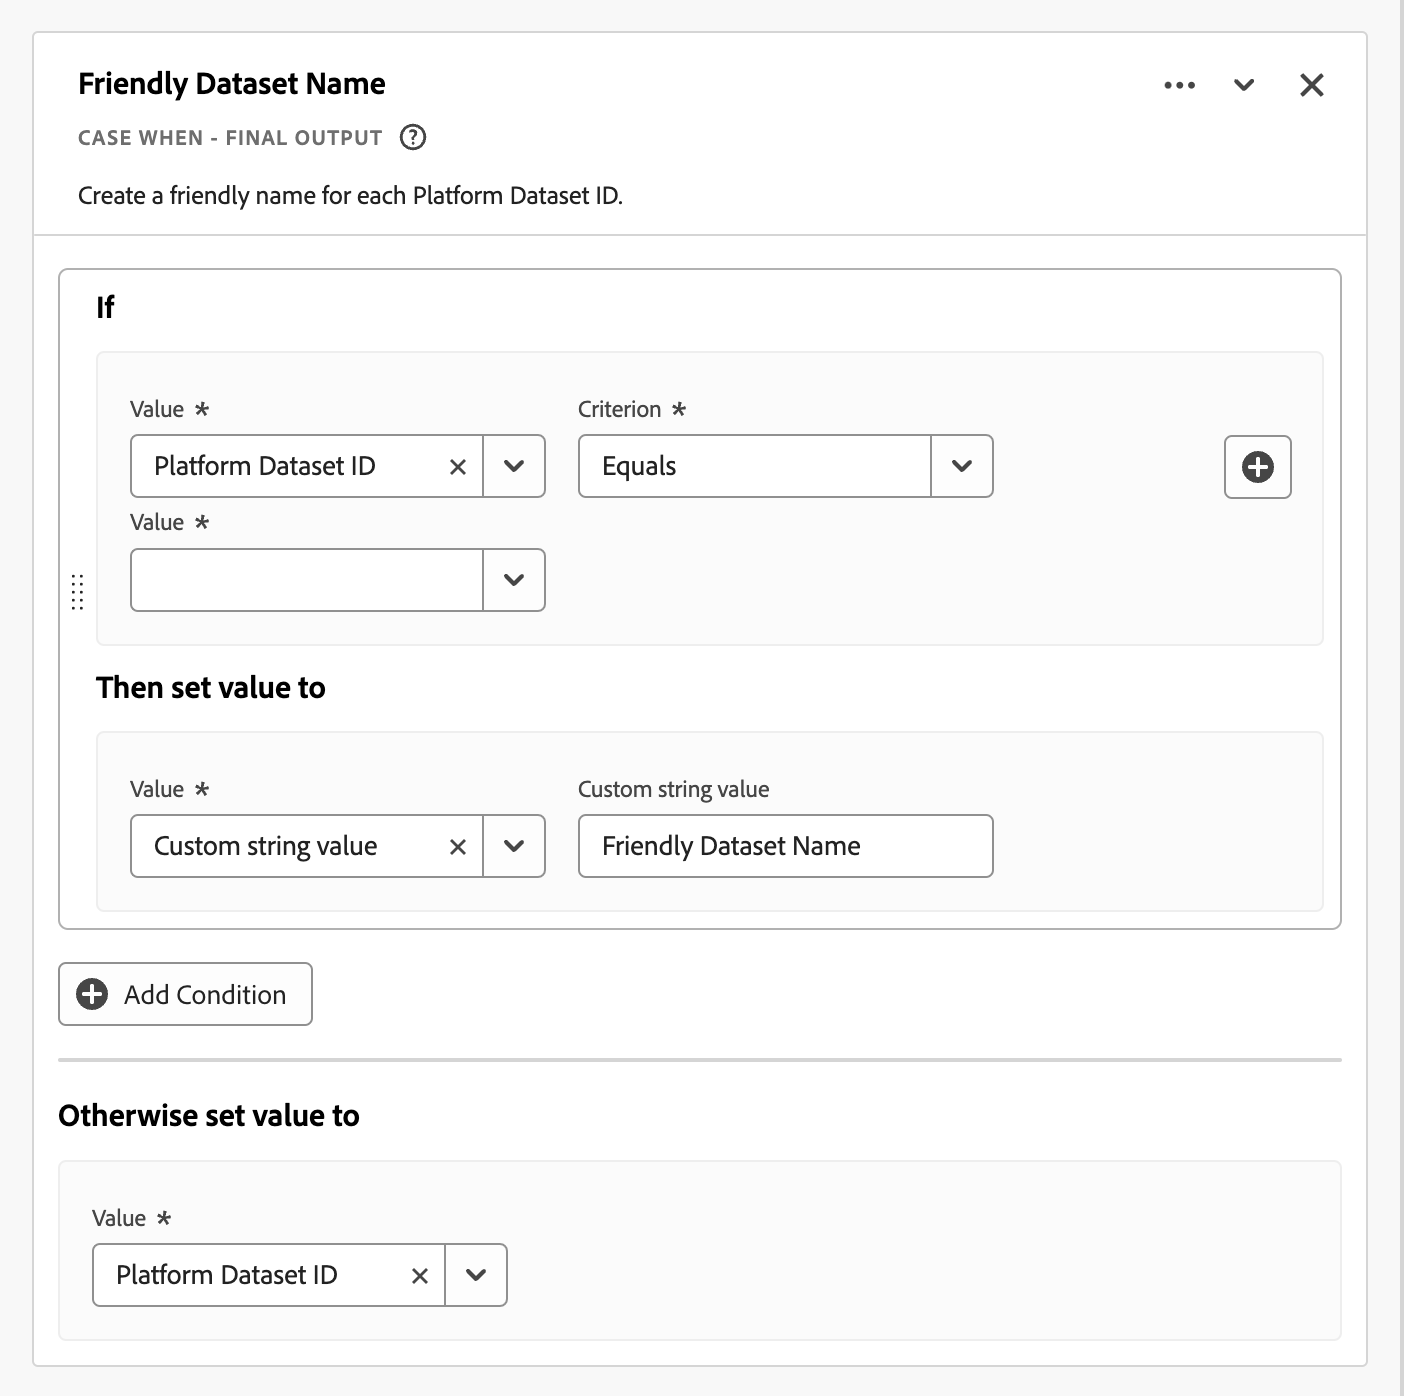 Friendly Dataset Name
CASE WHEN - FINAL OUTPUT
Create a friendly name for each Platform Dataset ID.
If
Value * Criterion *
Platform Dataset ID Equals
Value *
Then set value to
Value * Custom string value
Custom string value Friendly Dataset Name
Add Condition
Otherwise set value to
Value *
Platform Dataset ID